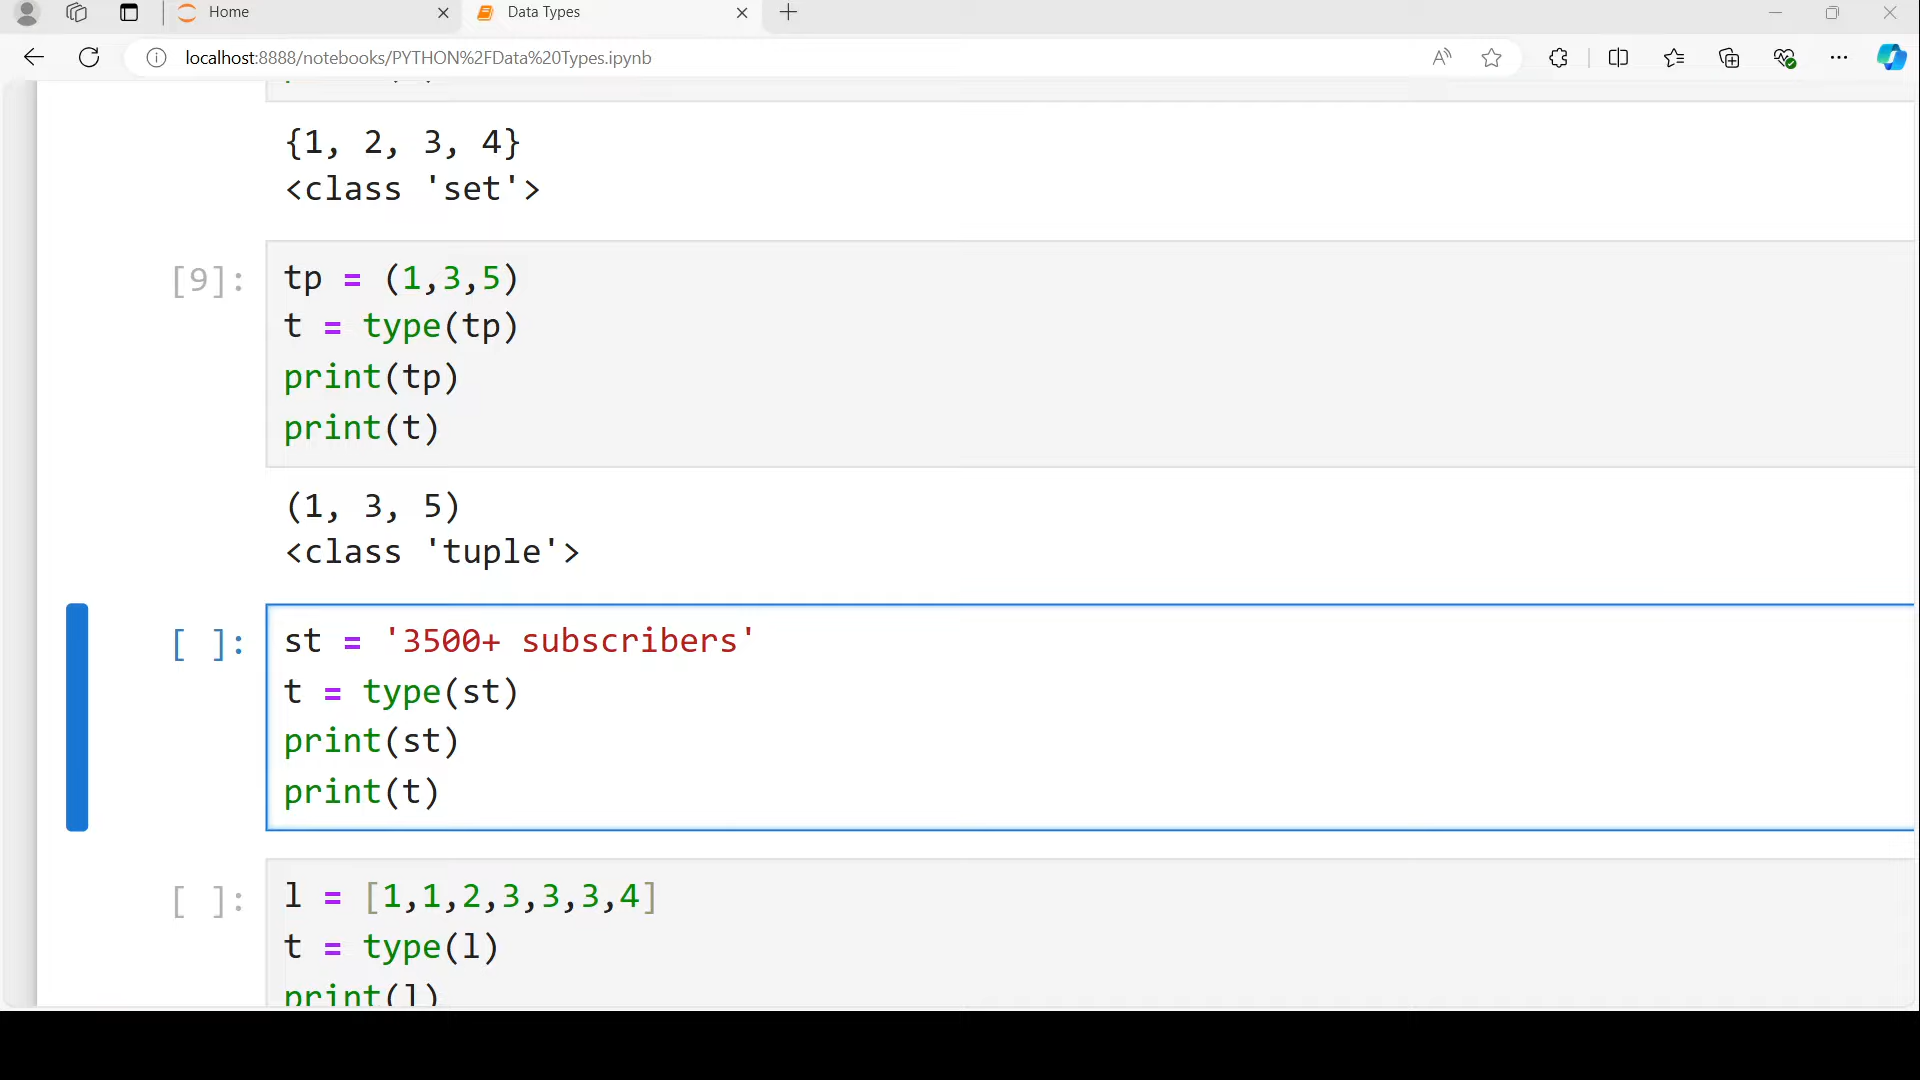 Home
Data Types
localhost:8888/notebooks/PYTHON%2FData%20Types.ipynb
{1, 2, 3, 4}
<class 'set'>
[9]:
tp = (1,3,5)
t = type(tp)
print(tp)
print(t)
(1, 3, 5)
<class 'tuple'>
[ ]:
st = '3500+ subscribers'
t = type(st)
print(st)
print(t)
[ ]:
l = [1,1,2,3,3,3,4]
t = type(l)
print(l)